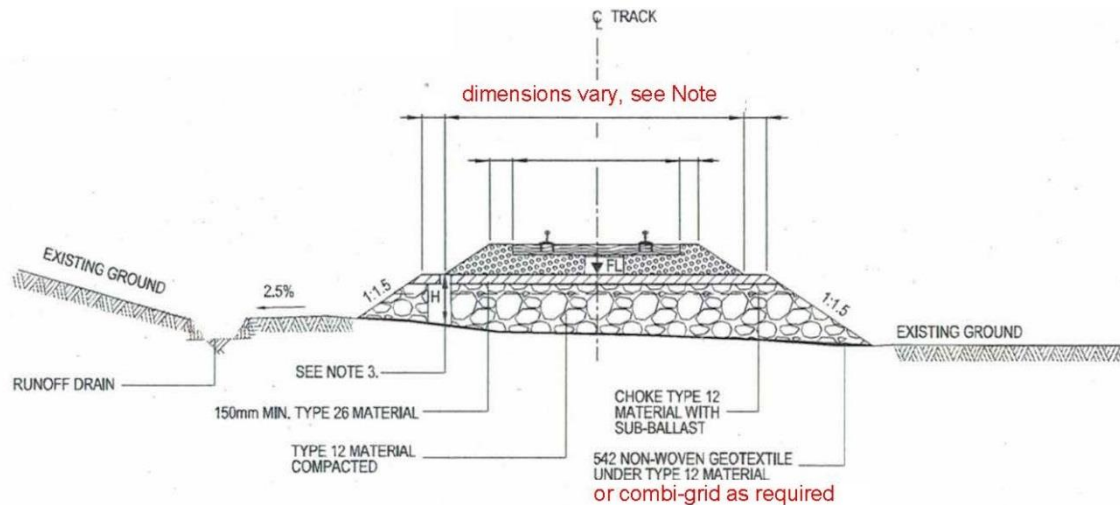 ℄ TRACK
dimensions vary, see Note
EXISTING GROUND
2.5%
1:1.5
H
FL
1:1.5
EXISTING GROUND
RUNOFF DRAIN
SEE NOTE 3.
150mm MIN. TYPE 26 MATERIAL
TYPE 12 MATERIAL
COMPACTED
CHOKE TYPE 12
MATERIAL WITH
SUB-BALLAST
542 NON-WOVEN GEOTEXTILE
UNDER TYPE 12 MATERIAL
or combi-grid as required